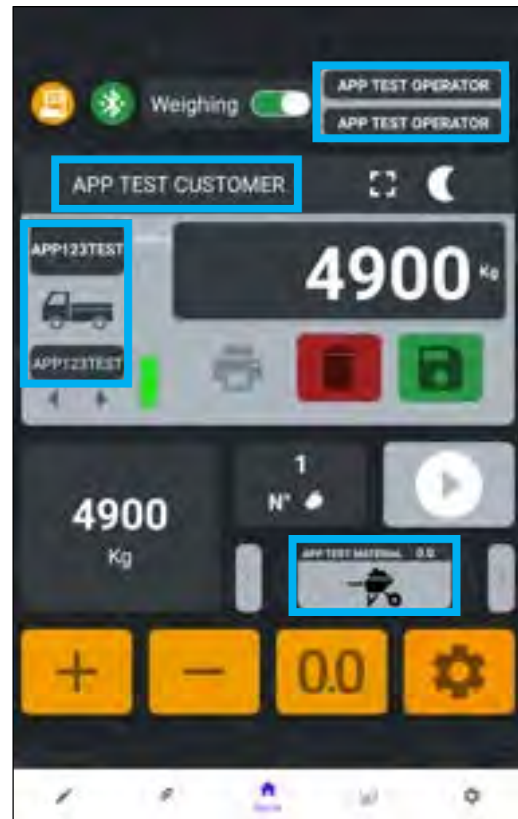 Weighing
APP TEST OPERATOR
APP TEST OPERATOR
APP TEST CUSTOMER
APP123TEST
4900 Kg
APP123TEST
4900
Kg
1
N°
APP TEST MATERIAL 0.0
+ − 0.0